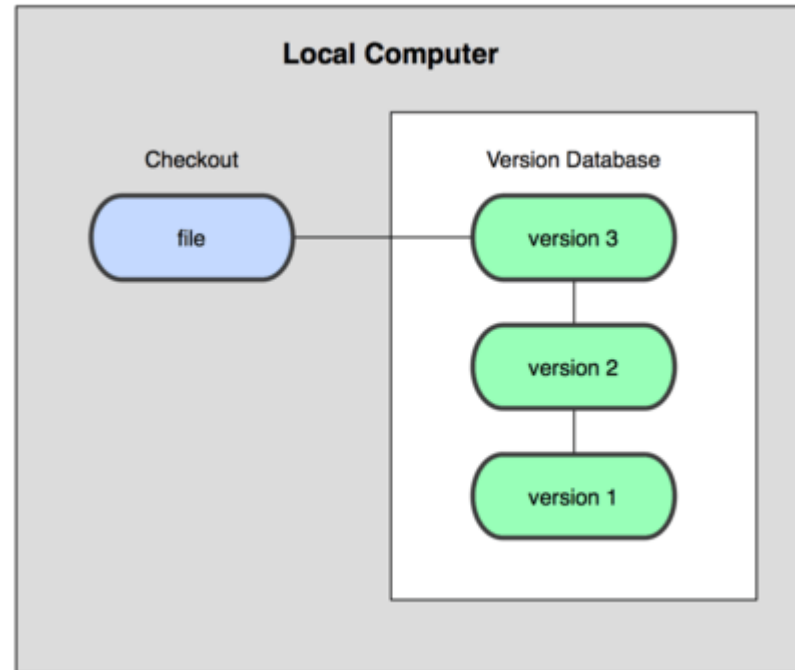 Local Computer
Checkout
Version Database
file
version 3
version 2
version 1